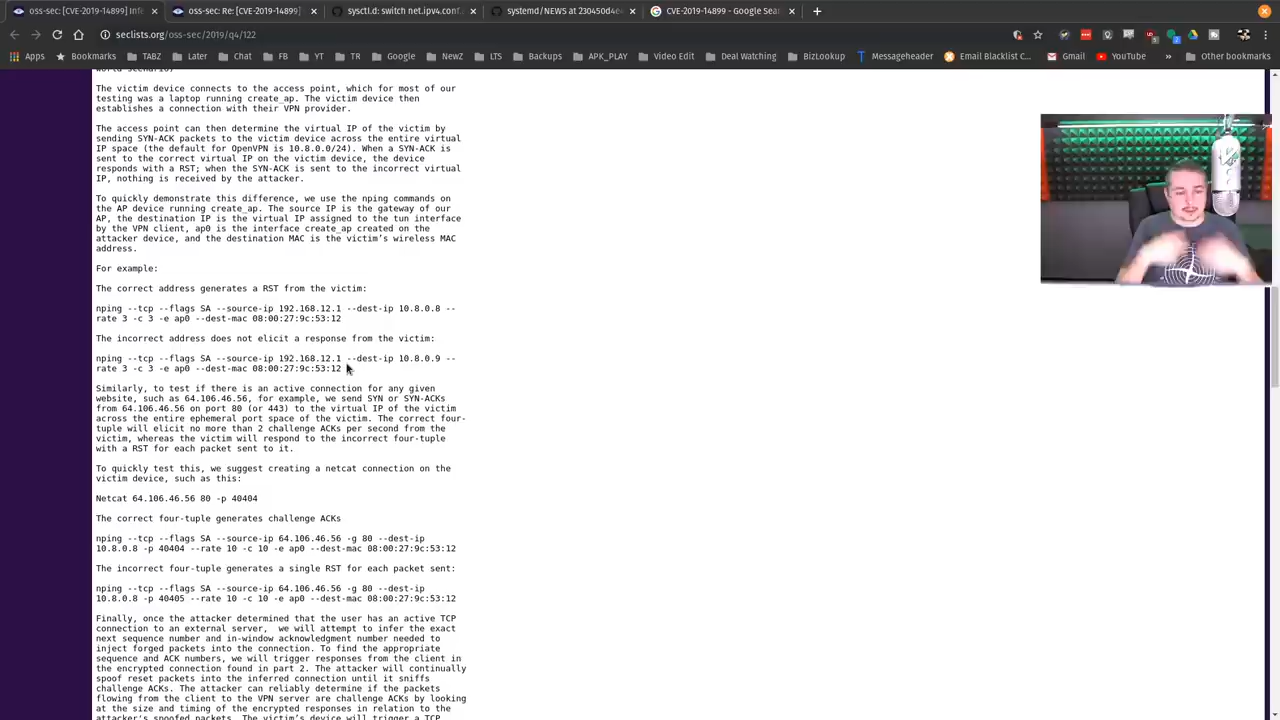 oss-sec: [CVE-2019-14899] Infe
oss-sec: Re: [CVE-2019-14899]
sysctl.d: switch net.ipv4.conf.
systemd/NEWS at 230450d4e
CVE-2019-14899 - Google Sea
seclists.org/oss-sec/2019/q4/122
Apps
Bookmarks
TABZ
Later
Chat
FB
YT
TR
Google
NewZ
LTS
Backups
APK_PLAY
Video Edit
Deal Watching
BizLookup
Messageheader
Email Blacklist C...
Gmail
YouTube
»
Other bookmarks
world scenario)
The victim device connects to the access point, which for most of our
testing was a laptop running create_ap. The victim device then
establishes a connection with their VPN provider.
The access point can then determine the virtual IP of the victim by
sending SYN-ACK packets to the victim device across the entire virtual
IP space (the default for OpenVPN is 10.8.0.0/24). When a SYN-ACK is
sent to the correct virtual IP on the victim device, the device
responds with a RST; when the SYN-ACK is sent to the incorrect virtual
IP, nothing is received by the attacker.
To quickly demonstrate this difference, we use the nping commands on
the AP device running create_ap. The source IP is the gateway of our
AP, the destination IP is the virtual IP assigned to the tun interface
by the VPN client, ap0 is the interface create_ap created on the
attacker device, and the destination MAC is the victim's wireless MAC
address.
For example:
The correct address generates a RST from the victim:
nping --tcp --flags SA --source-ip 192.168.12.1 --dest-ip 10.8.0.8 --
rate 3 -c 3 -e ap0 --dest-mac 08:00:27:9c:53:12
The incorrect address does not elicit a response from the victim:
nping --tcp --flags SA --source-ip 192.168.12.1 --dest-ip 10.8.0.9 --
rate 3 -c 3 -e ap0 --dest-mac 08:00:27:9c:53:12
Similarly, to test if there is an active connection for any given
website, such as 64.106.46.56, for example, we send SYN or SYN-ACKs
from 64.106.46.56 on port 80 (or 443) to the virtual IP of the victim
across the entire ephemeral port space of the victim. The correct four-
tuple will elicit no more than 2 challenge ACKs per second from the
victim, whereas the victim will respond to the incorrect four-tuple
with a RST for each packet sent to it.
To quickly test this, we suggest creating a netcat connection on the
victim device, such as this:
Netcat 64.106.46.56 80 -p 40404
The correct four-tuple generates challenge ACKs
nping --tcp --flags SA --source-ip 64.106.46.56 -g 80 --dest-ip
10.8.0.8 -p 40404 --rate 10 -c 10 -e ap0 --dest-mac 08:00:27:9c:53:12
The incorrect four-tuple generates a single RST for each packet sent:
nping --tcp --flags SA --source-ip 64.106.46.56 -g 80 --dest-ip
10.8.0.8 -p 40405 --rate 10 -c 10 -e ap0 --dest-mac 08:00:27:9c:53:12
Finally, once the attacker determined that the user has an active TCP
connection to an external server,  we will attempt to infer the exact
next sequence number and in-window acknowledgment number needed to
inject forged packets into the connection. To find the appropriate
sequence and ACK numbers, we will trigger responses from the client in
the encrypted connection found in part 2. The attacker will continually
spoof reset packets into the inferred connection until it sniffs
challenge ACKs. The attacker can reliably determine if the packets
flowing from the client to the VPN server are challenge ACKs by looking
at the size and timing of the encrypted responses in relation to the
attacker's spoofed packets. The victim's device will trigger a TCP